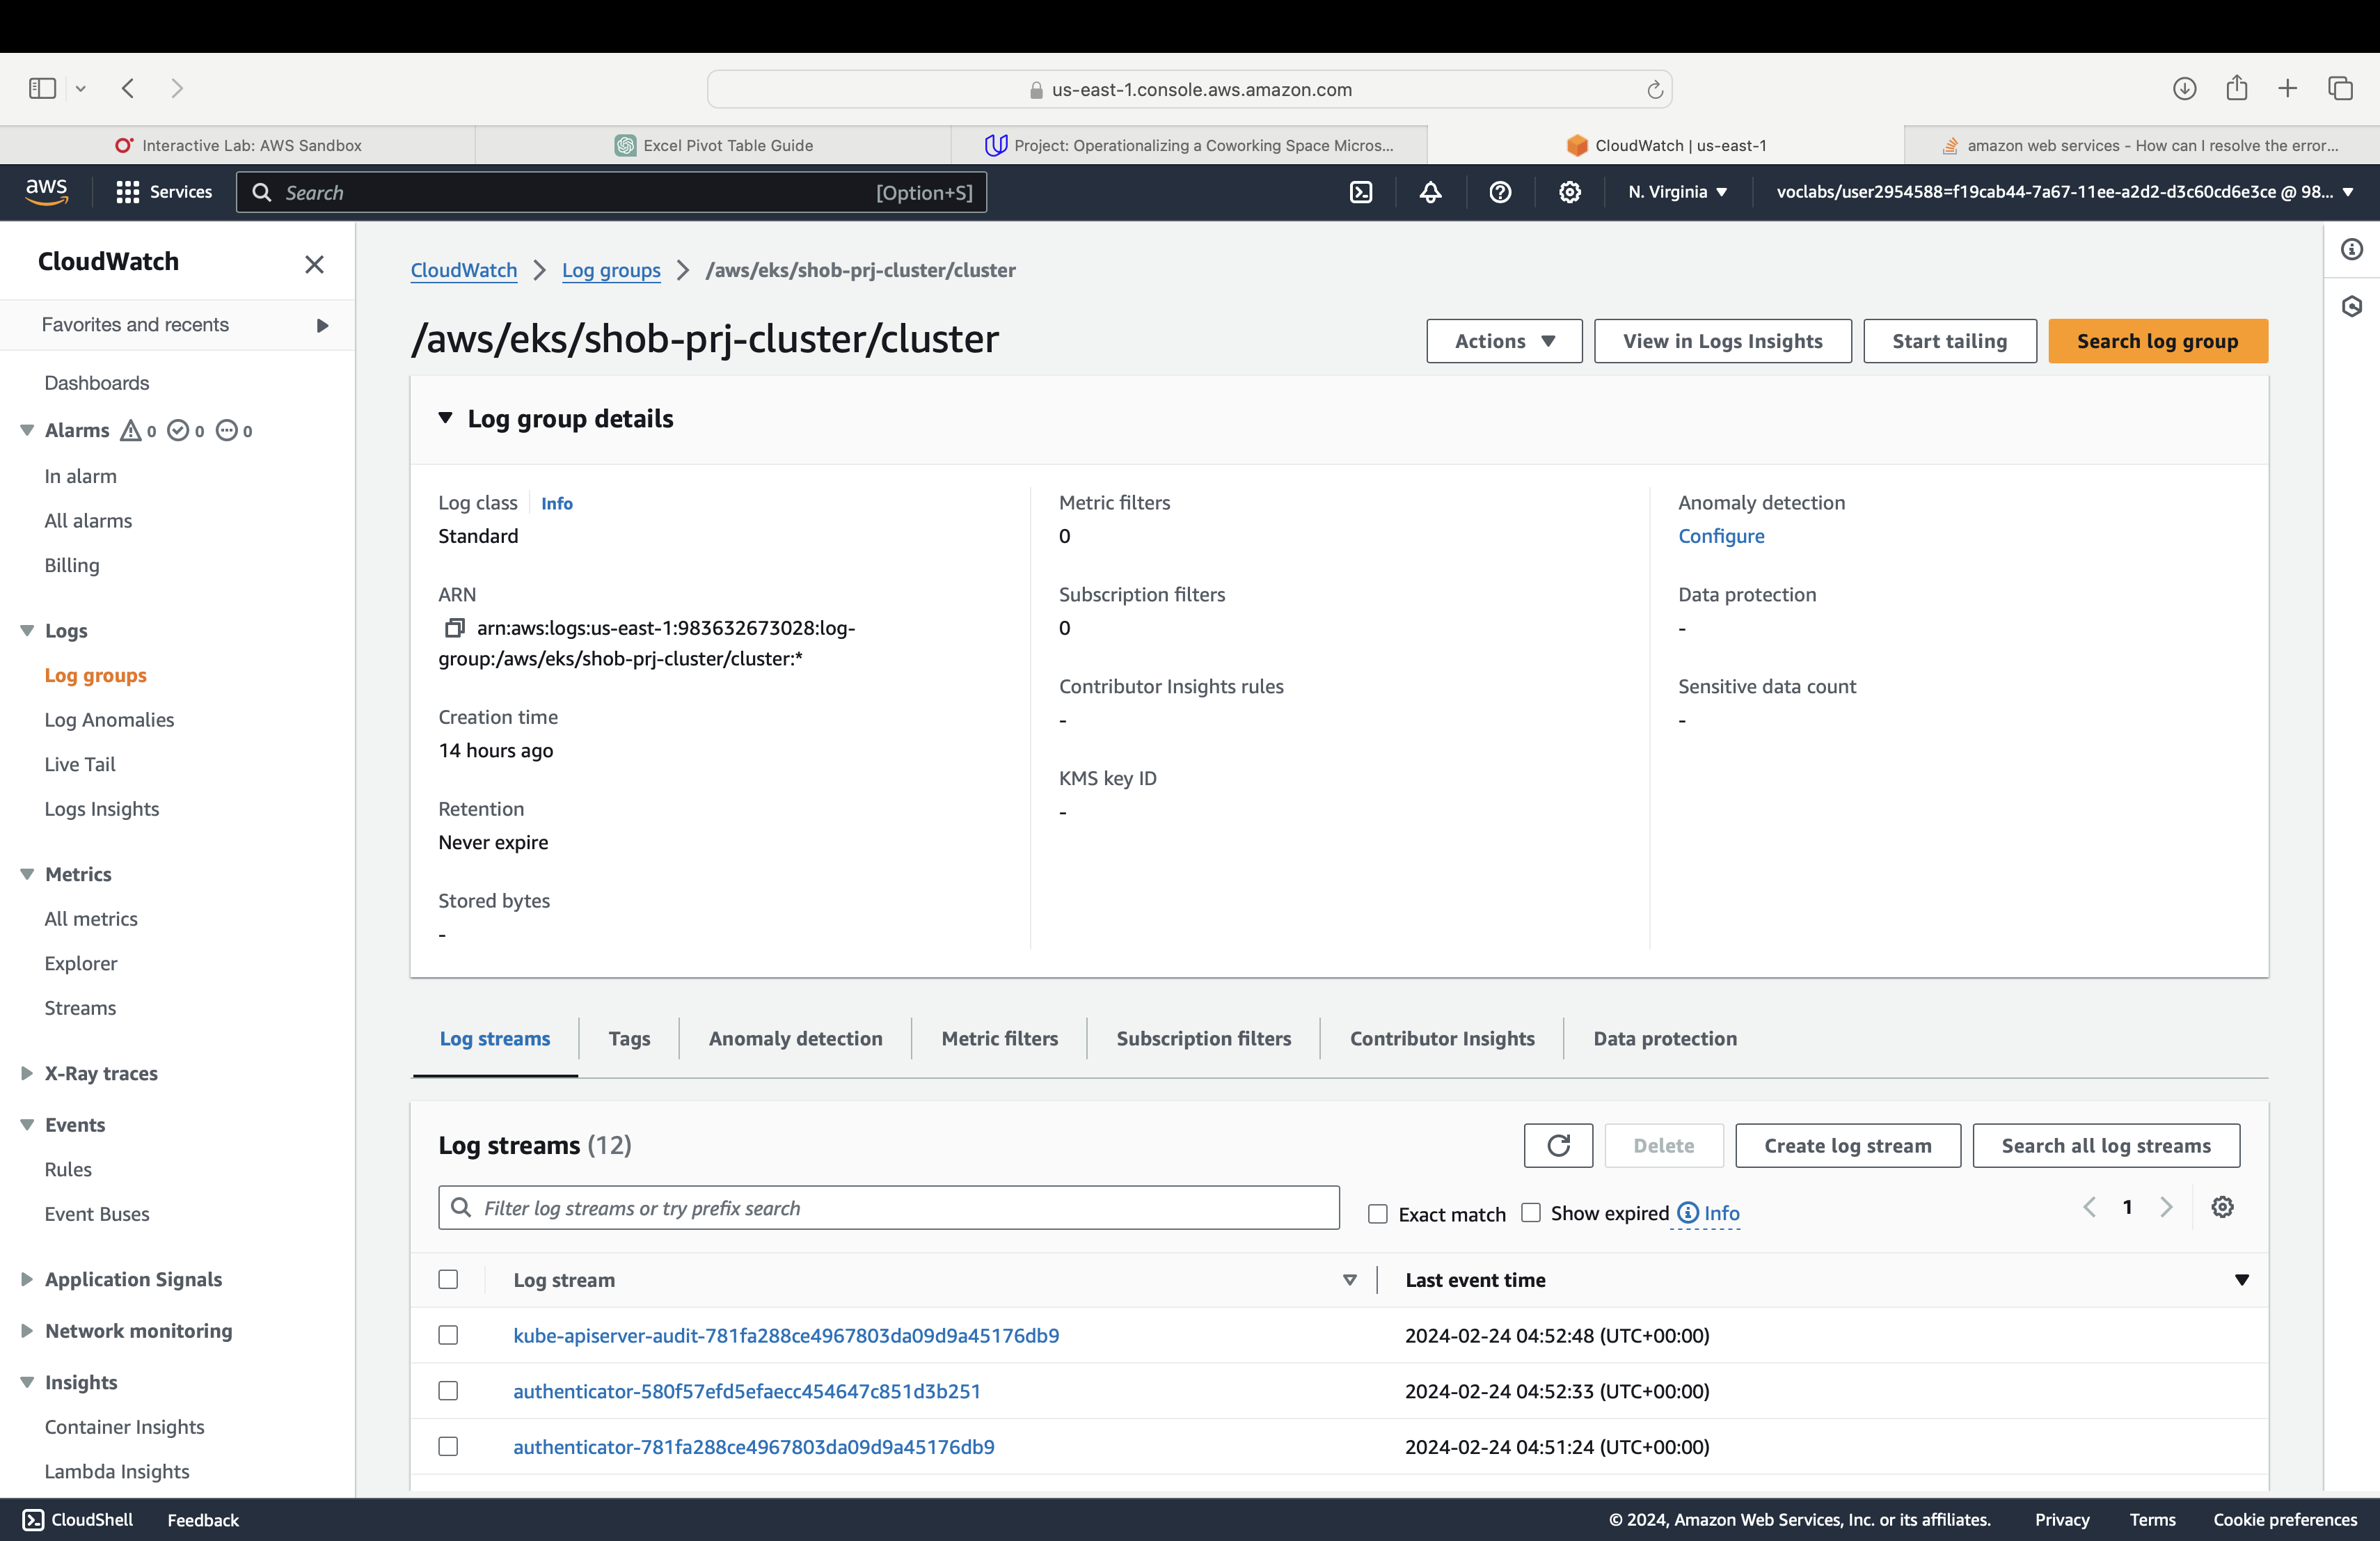 us-east-1.console.aws.amazon.com
Interactive Lab: AWS Sandbox
Excel Pivot Table Guide
Project: Operationalizing a Coworking Space Micros...
CloudWatch | us-east-1
amazon web services - How can I resolve the error...
aws
Services
Search
[Option+S]
N. Virginia
voclabs/user2954588=f19cab44-7a67-11ee-a2d2-d3c60cd6e3ce @ 98...
CloudWatch
Favorites and recents
Dashboards
Alarms 0 0 0
In alarm
All alarms
Billing
Logs
Log groups
Log Anomalies
Live Tail
Logs Insights
Metrics
All metrics
Explorer
Streams
X-Ray traces
Events
Rules
Event Buses
Application Signals
Network monitoring
Insights
Container Insights
Lambda Insights
CloudWatch > Log groups > /aws/eks/shob-prj-cluster/cluster
/aws/eks/shob-prj-cluster/cluster
Actions
View in Logs Insights
Start tailing
Search log group
Log group details
Log class Info
Standard
ARN
arn:aws:logs:us-east-1:983632673028:log-
group:/aws/eks/shob-prj-cluster/cluster:*
Creation time
14 hours ago
Retention
Never expire
Stored bytes
-
Metric filters
0
Subscription filters
0
Contributor Insights rules
-
KMS key ID
-
Anomaly detection
Configure
Data protection
-
Sensitive data count
-
Log streams
Tags
Anomaly detection
Metric filters
Subscription filters
Contributor Insights
Data protection
Log streams (12)
Delete
Create log stream
Search all log streams
Filter log streams or try prefix search
Exact match
Show expired
Info
1
Log stream
Last event time
kube-apiserver-audit-781fa288ce4967803da09d9a45176db9
2024-02-24 04:52:48 (UTC+00:00)
authenticator-580f57efd5efaecc454647c851d3b251
2024-02-24 04:52:33 (UTC+00:00)
authenticator-781fa288ce4967803da09d9a45176db9
2024-02-24 04:51:24 (UTC+00:00)
CloudShell
Feedback
© 2024, Amazon Web Services, Inc. or its affiliates.
Privacy
Terms
Cookie preferences